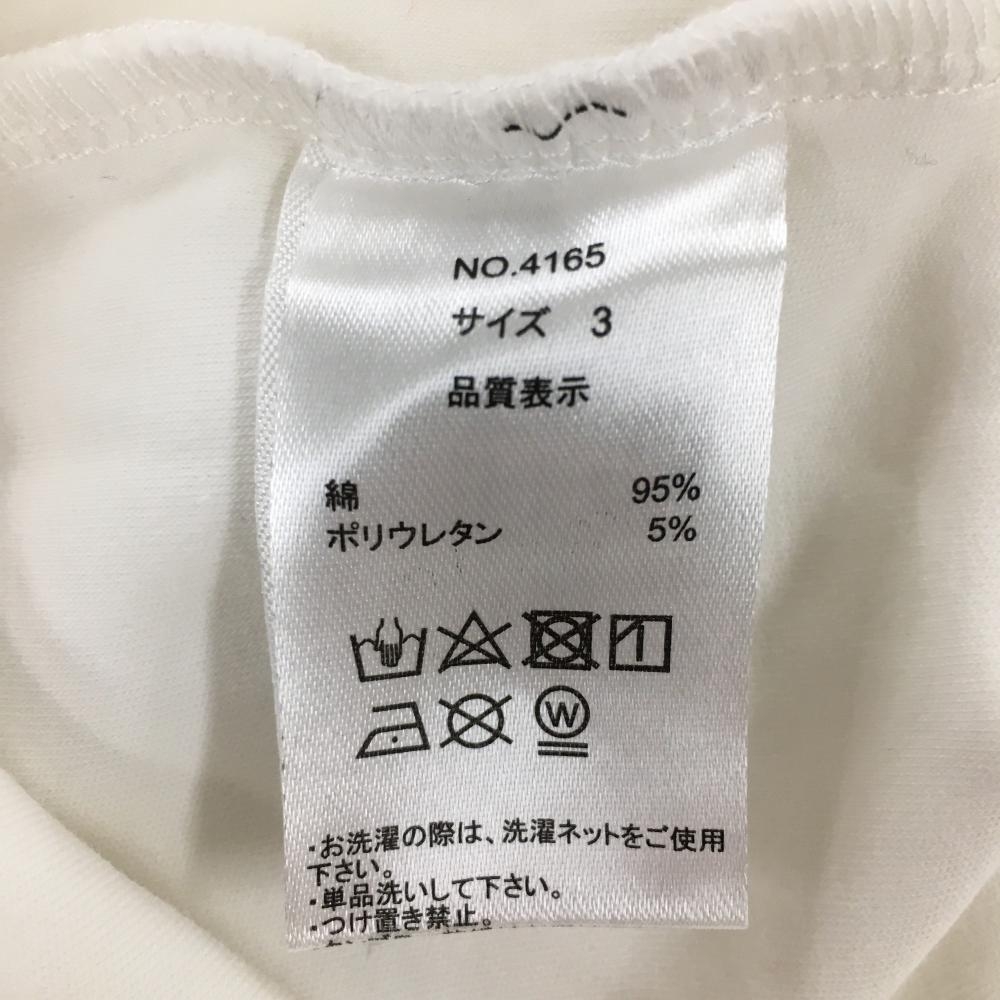 NO.4165
サイズ 3
品質表示
綿 95%
ポリウレタン 5%
W
・お洗濯の際は、洗濯ネットをご使用
下さい。
・単品洗いして下さい。
・つけ置き禁止。